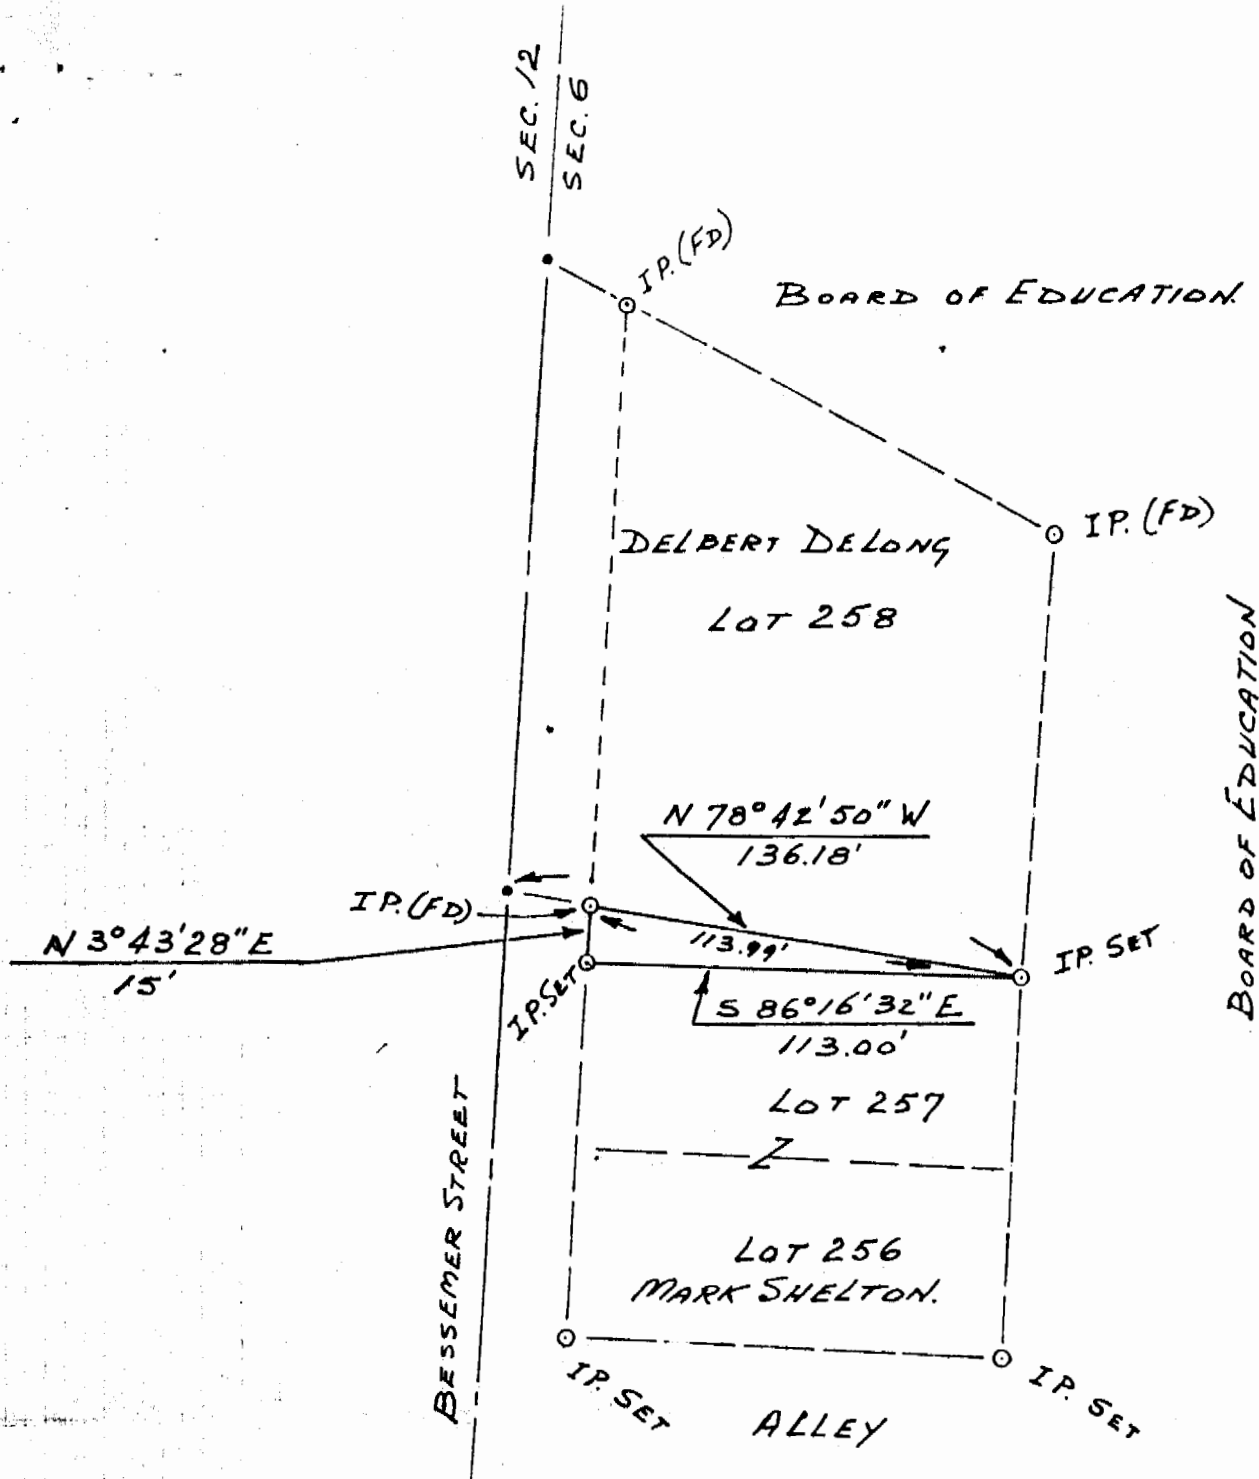 SEC. 12
SEC. 6
I.P. (FD)
BOARD OF EDUCATION.
I.P. (FD)
DELBERT DELONG
LOT 258
BOARD OF EDUCATION
N 78° 42' 50" W
136.18'
I.P. (FD)
113.99'
I.P. SET
N 3° 43' 28" E
15'
I.P. SET
S 86° 16' 32" E
113.00'
LOT 257
Z
BESSEMER STREET
LOT 256
MARK SHELTON.
I.P. SET
I.P. SET
ALLEY